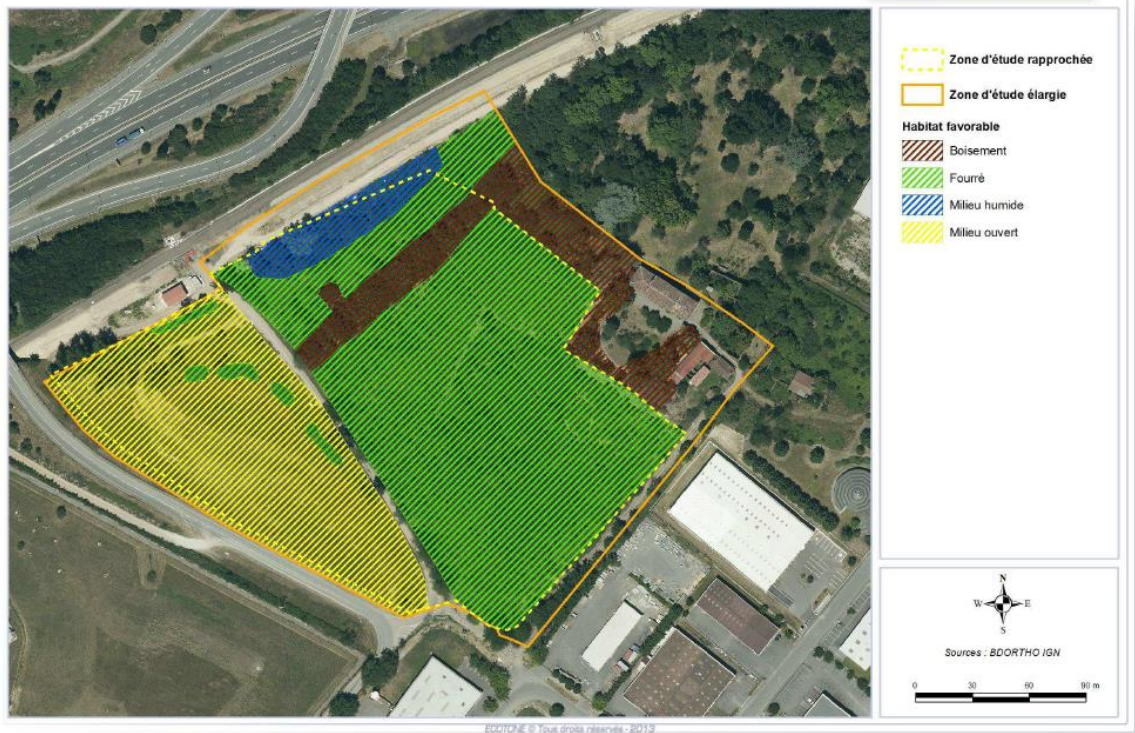 Zone d'étude rapprochée
Zone d'étude élargie
Habitat favorable
Boisement
Fourré
Milieu humide
Milieu ouvert
N
W E
S
Sources : BDORTHO IGN
0 30 60 90 m
ECOTONE © Tous droits réservés - 2013